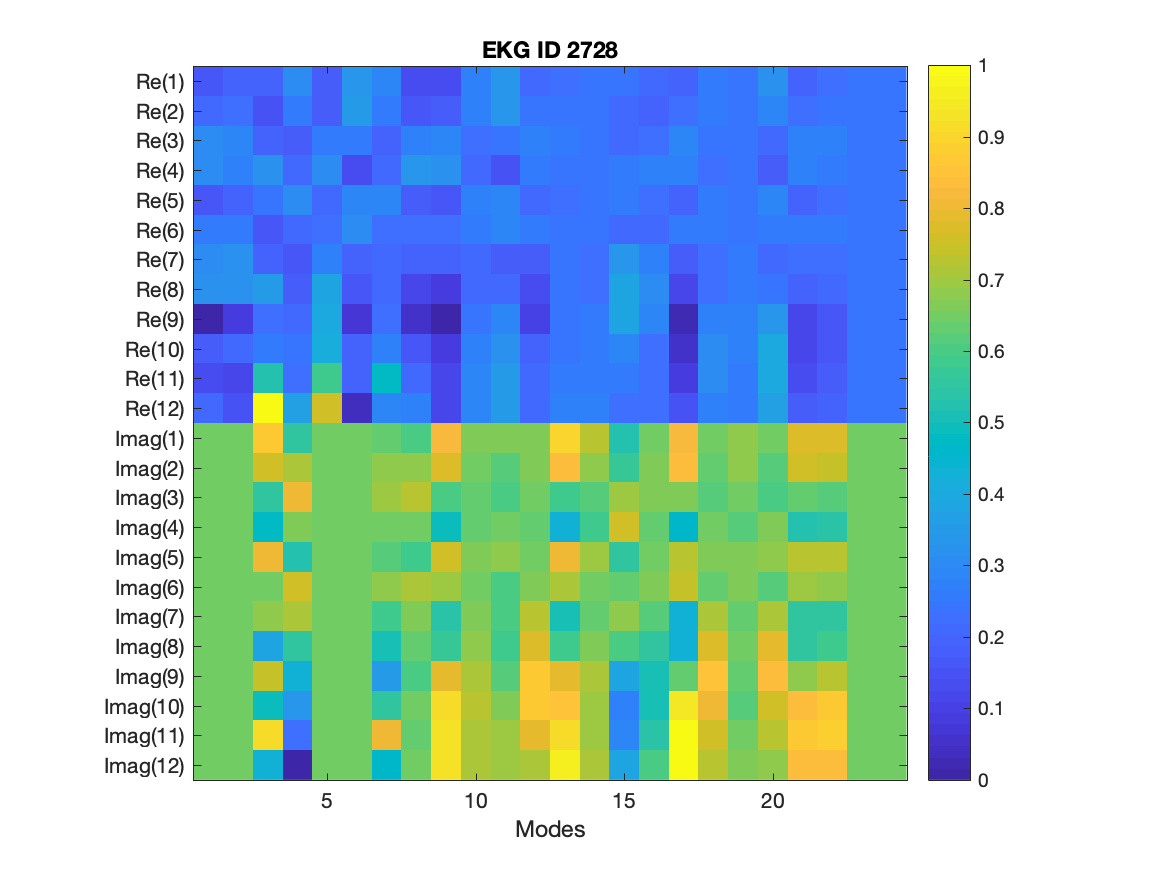 EKG ID 2728
Re(1)
Re(2)
Re(3)
Re(4)
Re(5)
Re(6)
Re(7)
Re(8)
Re(9)
Re(10)
Re(11)
Re(12)
Imag(1)
Imag(2)
Imag(3)
Imag(4)
Imag(5)
Imag(6)
Imag(7)
Imag(8)
Imag(9)
Imag(10)
Imag(11)
Imag(12)
5 10 15 20
Modes
1
0.9
0.8
0.7
0.6
0.5
0.4
0.3
0.2
0.1
0